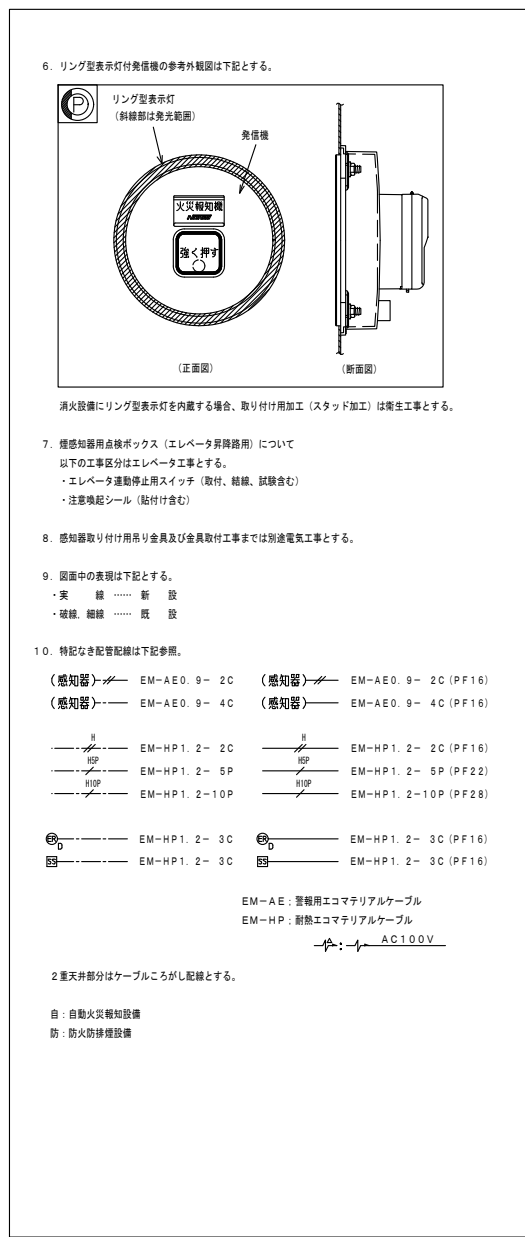 6．リング型表示灯付発信機の参考外観図は下記とする。
P
リング型表示灯
（斜線部は発光範囲）
発信機
火災報知機
強く押す
（正面図）
（断面図）
消火設備にリング型表示灯を内蔵する場合、取り付け用加工（スタッド加工）は衛生工事とする。
7．煙感知器用点検ボックス（エレベータ昇降路用）について
以下の工事区分はエレベータ工事とする。
・エレベータ連動停止用スイッチ（取付、結線、試験含む）
・注意喚起シール（貼付け含む）
8．感知器取り付け用吊り金具及び金具取付工事までは別途電気工事とする。
9．図面中の表現は下記とする。
・実　　線 …… 新　設
・破線，細線 …… 既　設
10．特記なき配管配線は下記参照。
（感知器） EM－AE0．9－ 2C （感知器） EM－AE0．9－ 2C（PF16）
（感知器） EM－AE0．9－ 4C （感知器） EM－AE0．9－ 4C（PF16）
H EM－HP1．2－ 2C H EM－HP1．2－ 2C（PF16）
H5P EM－HP1．2－ 5P H5P EM－HP1．2－ 5P（PF22）
H10P EM－HP1．2－10P H10P EM－HP1．2－10P（PF28）
ER D EM－HP1．2－ 3C ER D EM－HP1．2－ 3C（PF16）
SS EM－HP1．2－ 3C SS EM－HP1．2－ 3C（PF16）
EM－AE：警報用エコマテリアルケーブル
EM－HP：耐熱エコマテリアルケーブル
A ： AC100V
2重天井部分はケーブルころがし配線とする。
自：自動火災報知設備
防：防火防排煙設備